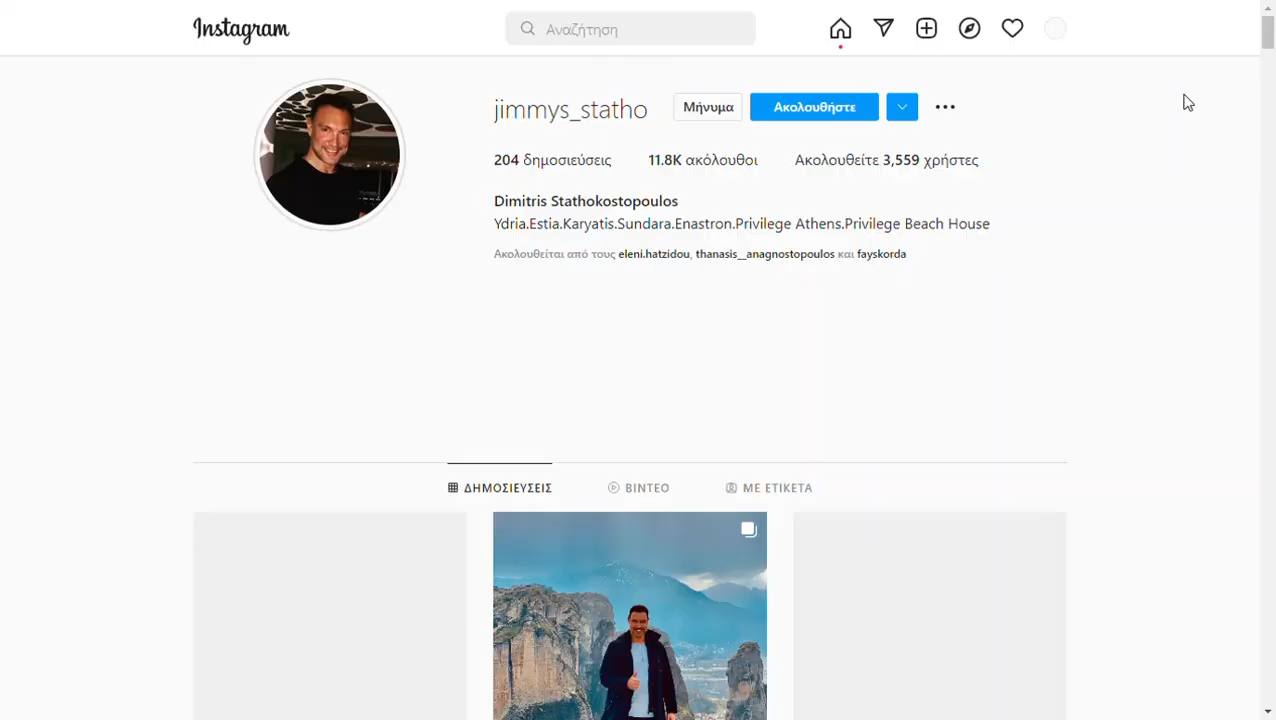 Instagram
Αναζήτηση
jimmys_statho
Μήνυμα
Ακολουθήστε
204 δημοσιεύσεις
11.8K ακόλουθοι
Ακολουθείτε 3,559 χρήστες
Dimitris Stathokostopoulos
Ydria.Estia.Karyatis.Sundara.Enastron.Privilege Athens.Privilege Beach House
Ακολουθείται από τους eleni.hatzidou, thanasis__anagnostopoulos και fayskorda
ΔΗΜΟΣΙΕΥΣΕΙΣ
ΒΙΝΤΕΟ
ΜΕ ΕΤΙΚΕΤΑ